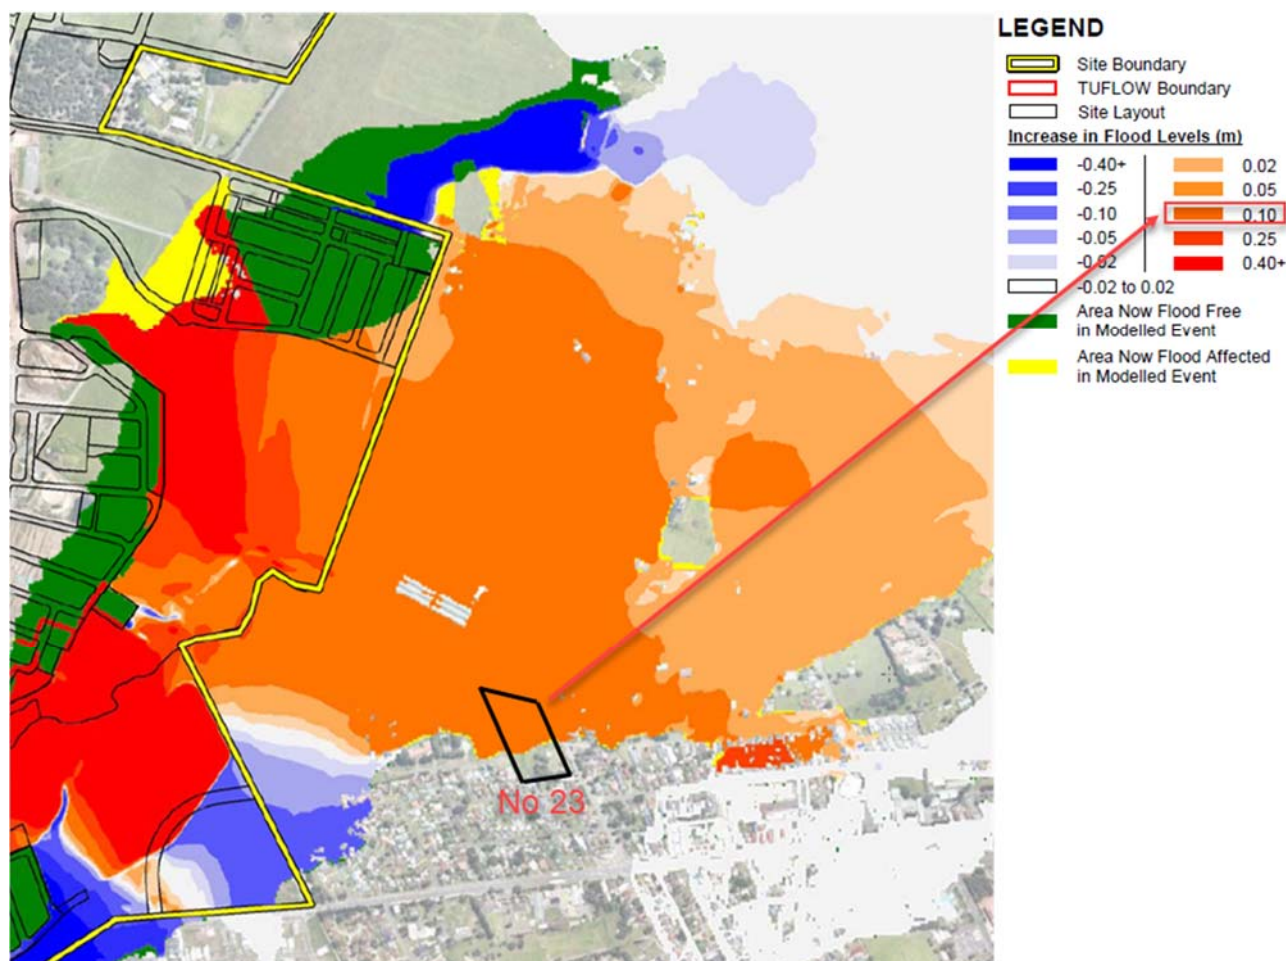 LEGEND
Site Boundary
TUFLOW Boundary
Site Layout
Increase in Flood Levels (m)
-0.40+
0.02
-0.25
0.05
-0.10
0.10
-0.05
0.25
-0.02
0.40+
-0.02 to 0.02
Area Now Flood Free
in Modelled Event
Area Now Flood Affected
in Modelled Event
No 23